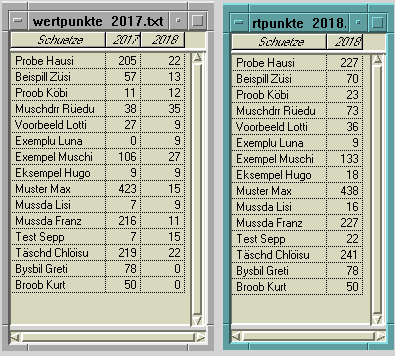 wertpunkte 2017.txt
Schuetze 2017 2018
Probe Hausi 205 22
Beispill Züsi 57 13
Proob Köbi 11 12
Muschdrr Rüedu 38 35
Voorbeeld Lotti 27 9
Exemplu Luna 0 9
Exempel Muschi 106 27
Eksempel Hugo 9 9
Muster Max 423 15
Mussda Lisi 7 9
Mussda Franz 216 11
Test Sepp 7 15
Täschd Chlöisu 219 22
Bysbil Greti 78 0
Broob Kurt 50 0
rtpunkte 2018.
Schuetze 2018
Probe Hausi 227
Beispill Züsi 70
Proob Köbi 23
Muschdrr Rüedu 73
Voorbeeld Lotti 36
Exemplu Luna 9
Exempel Muschi 133
Eksempel Hugo 18
Muster Max 438
Mussda Lisi 16
Mussda Franz 227
Test Sepp 22
Täschd Chlöisu 241
Bysbil Greti 78
Broob Kurt 50